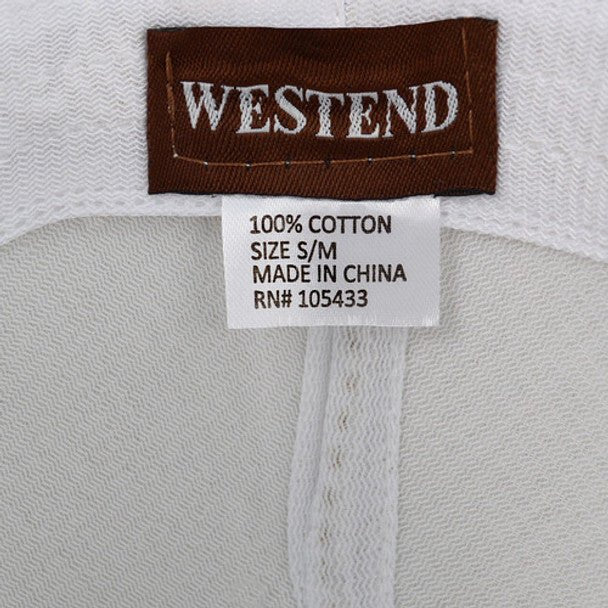 WESTEND
100% COTTON
SIZE S/M
MADE IN CHINA
RN# 105433